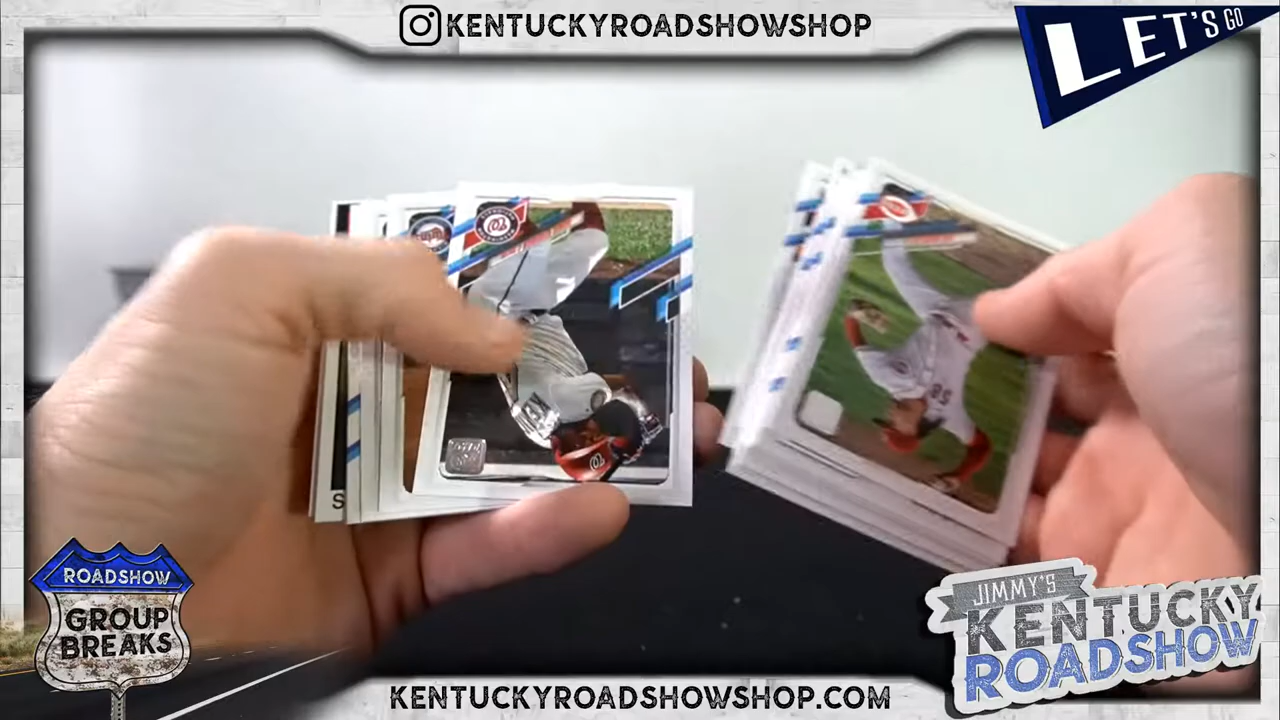 KENTUCKYROADSHOWSHOP
LET'S GO
S
ROADSHOW
GROUP
BREAKS
JIMMY'S
KENTUCKY
ROADSHOW
KENTUCKYROADSHOWSHOP.COM